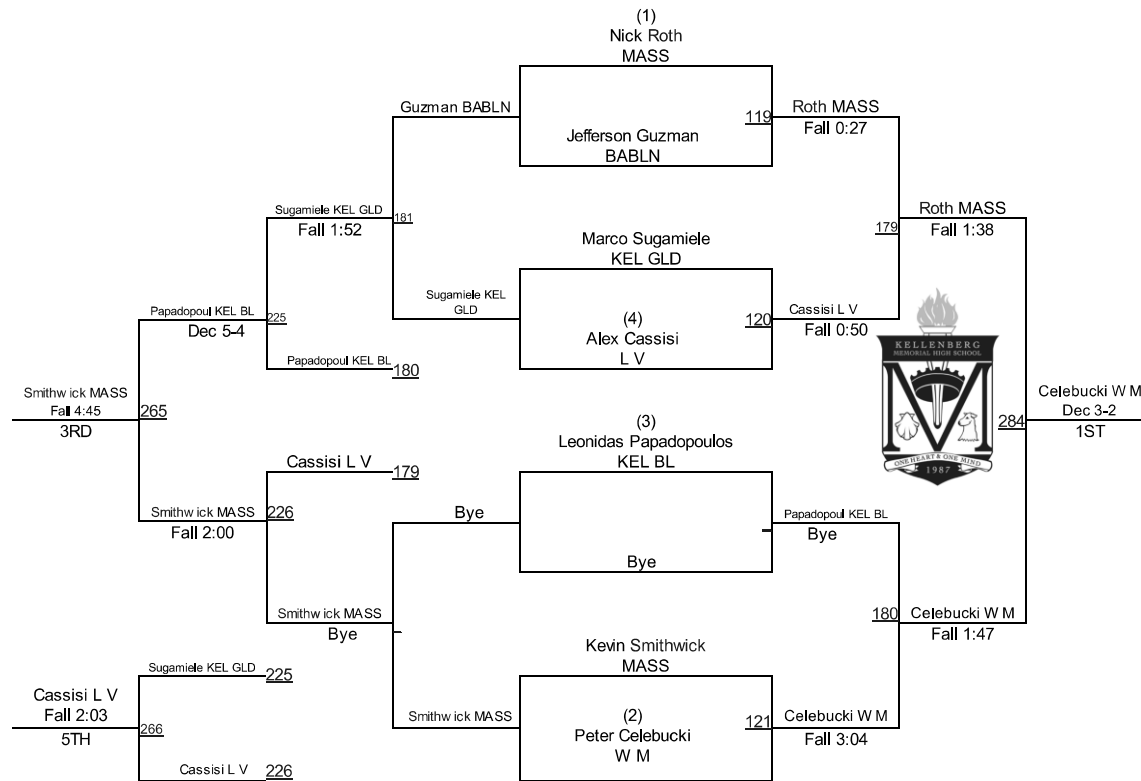 (1)
Nick Roth
MASS
Guzman BABLN
119
Roth MASS
Fall 0:27
Jefferson Guzman
BABLN
Sugamiele KEL GLD
Fall 1:52
181
Roth MASS
Fall 1:38
179
Marco Sugamiele
KEL GLD
Sugamiele KEL
GLD
(4)
Alex Cassisi
L V
120
Cassisi L V
Fall 0:50
Papadopoul KEL BL
Dec 5-4
225
Papadopoul KEL BL
180
KELLENBERG
MEMORIAL HIGH SCHOOL
M
ONE HEART & ONE MIND
1987
Smithwick MASS
Fall 4:45
3RD
265
Celebucki W M
Dec 3-2
1ST
284
(3)
Leonidas Papadopoulos
KEL BL
Cassisi L V
179
Smithwick MASS
Fall 2:00
226
Bye
Papadopoul KEL BL
Bye
Bye
Smithwick MASS
Bye
180
Celebucki W M
Fall 1:47
Kevin Smithwick
MASS
Sugamiele KEL GLD
225
Cassisi L V
Fall 2:03
5TH
266
Smithwick MASS
(2)
Peter Celebucki
W M
121
Celebucki W M
Fall 3:04
Cassisi L V
226